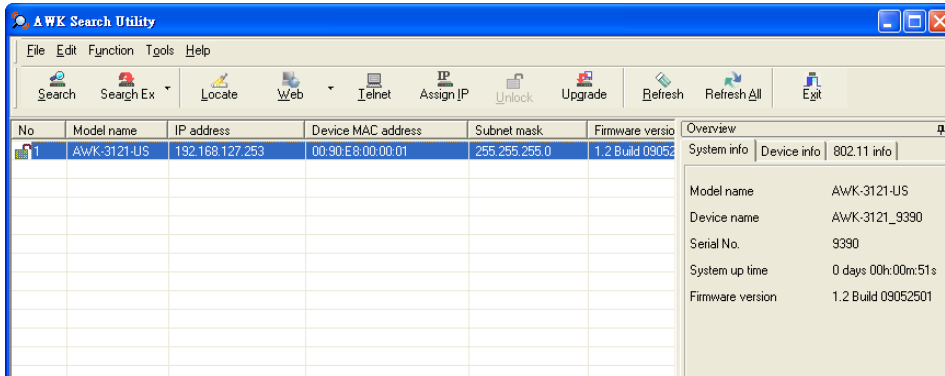 AWK Search Utility
File Edit Function Tools Help
Search Search Ex Locate Web Telnet Assign IP Unlock Upgrade Refresh Refresh All Exit
No Model name IP address Device MAC address Subnet mask Firmware versio
1 AWK-3121-US 192.168.127.253 00:90:E8:00:00:01 255.255.255.0 1.2 Build 09052
Overview
System info Device info 802.11 info
Model name AWK-3121-US
Device name AWK-3121_9390
Serial No. 9390
System up time 0 days 00h:00m:51s
Firmware version 1.2 Build 09052501